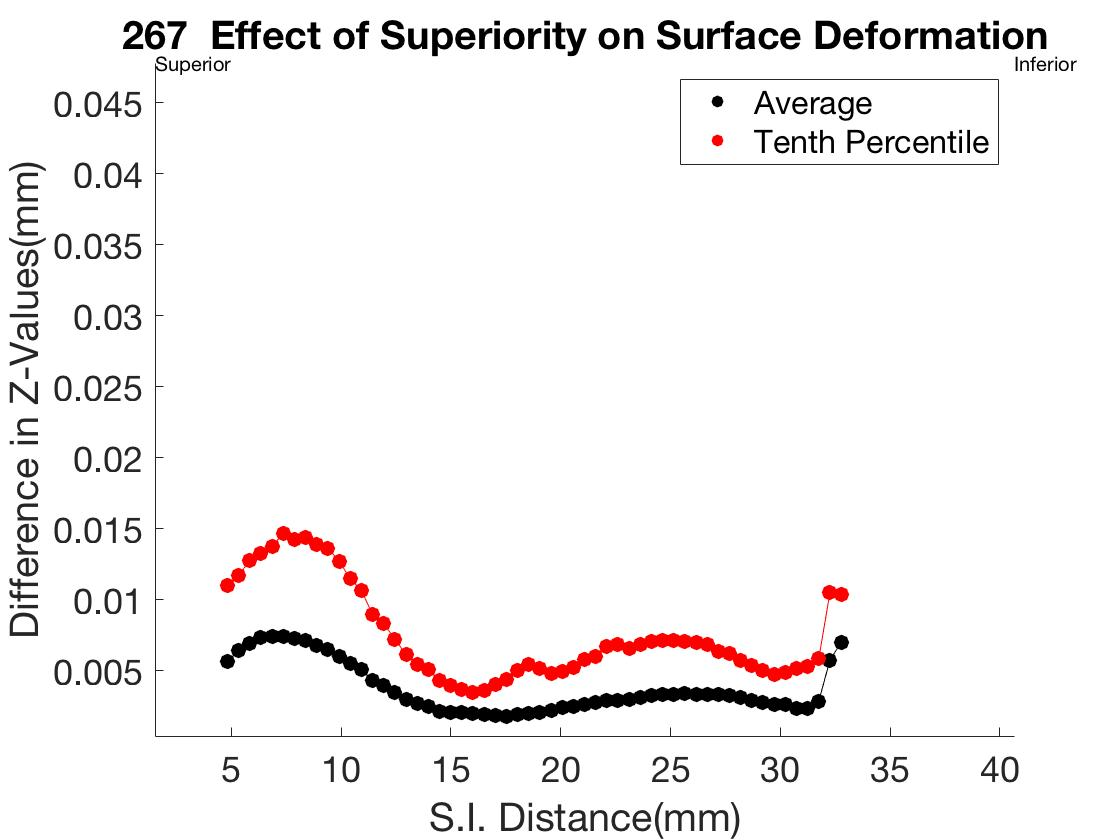 267  Effect of Superiority on Surface Deformation
Superior
Inferior
Average
Tenth Percentile
0.045
0.04
0.035
0.03
0.025
0.02
0.015
0.01
0.005
Difference in Z-Values(mm)
5 10 15 20 25 30 35 40
S.I. Distance(mm)